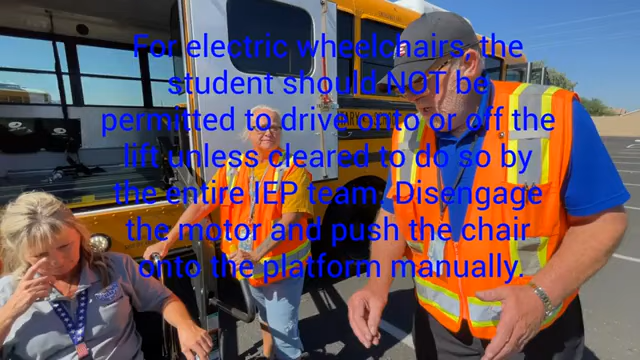 For electric wheelchairs, the
student should NOT be
permitted to drive onto or off the
lift unless cleared to do so by
the entire IEP team. Disengage
the motor and push the chair
onto the platform manually.